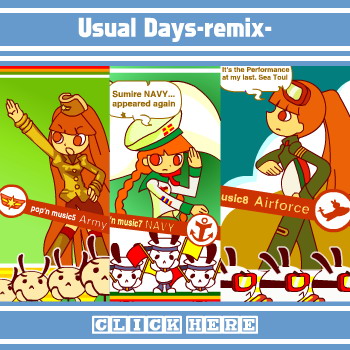 Usual Days-remix-
Sumire NAVY...
appeared again
It's the Performance
at my last. Sea You!
pop'n music5 Army
p'n music7 NAVY
usic8 Airforce
CLICK HERE